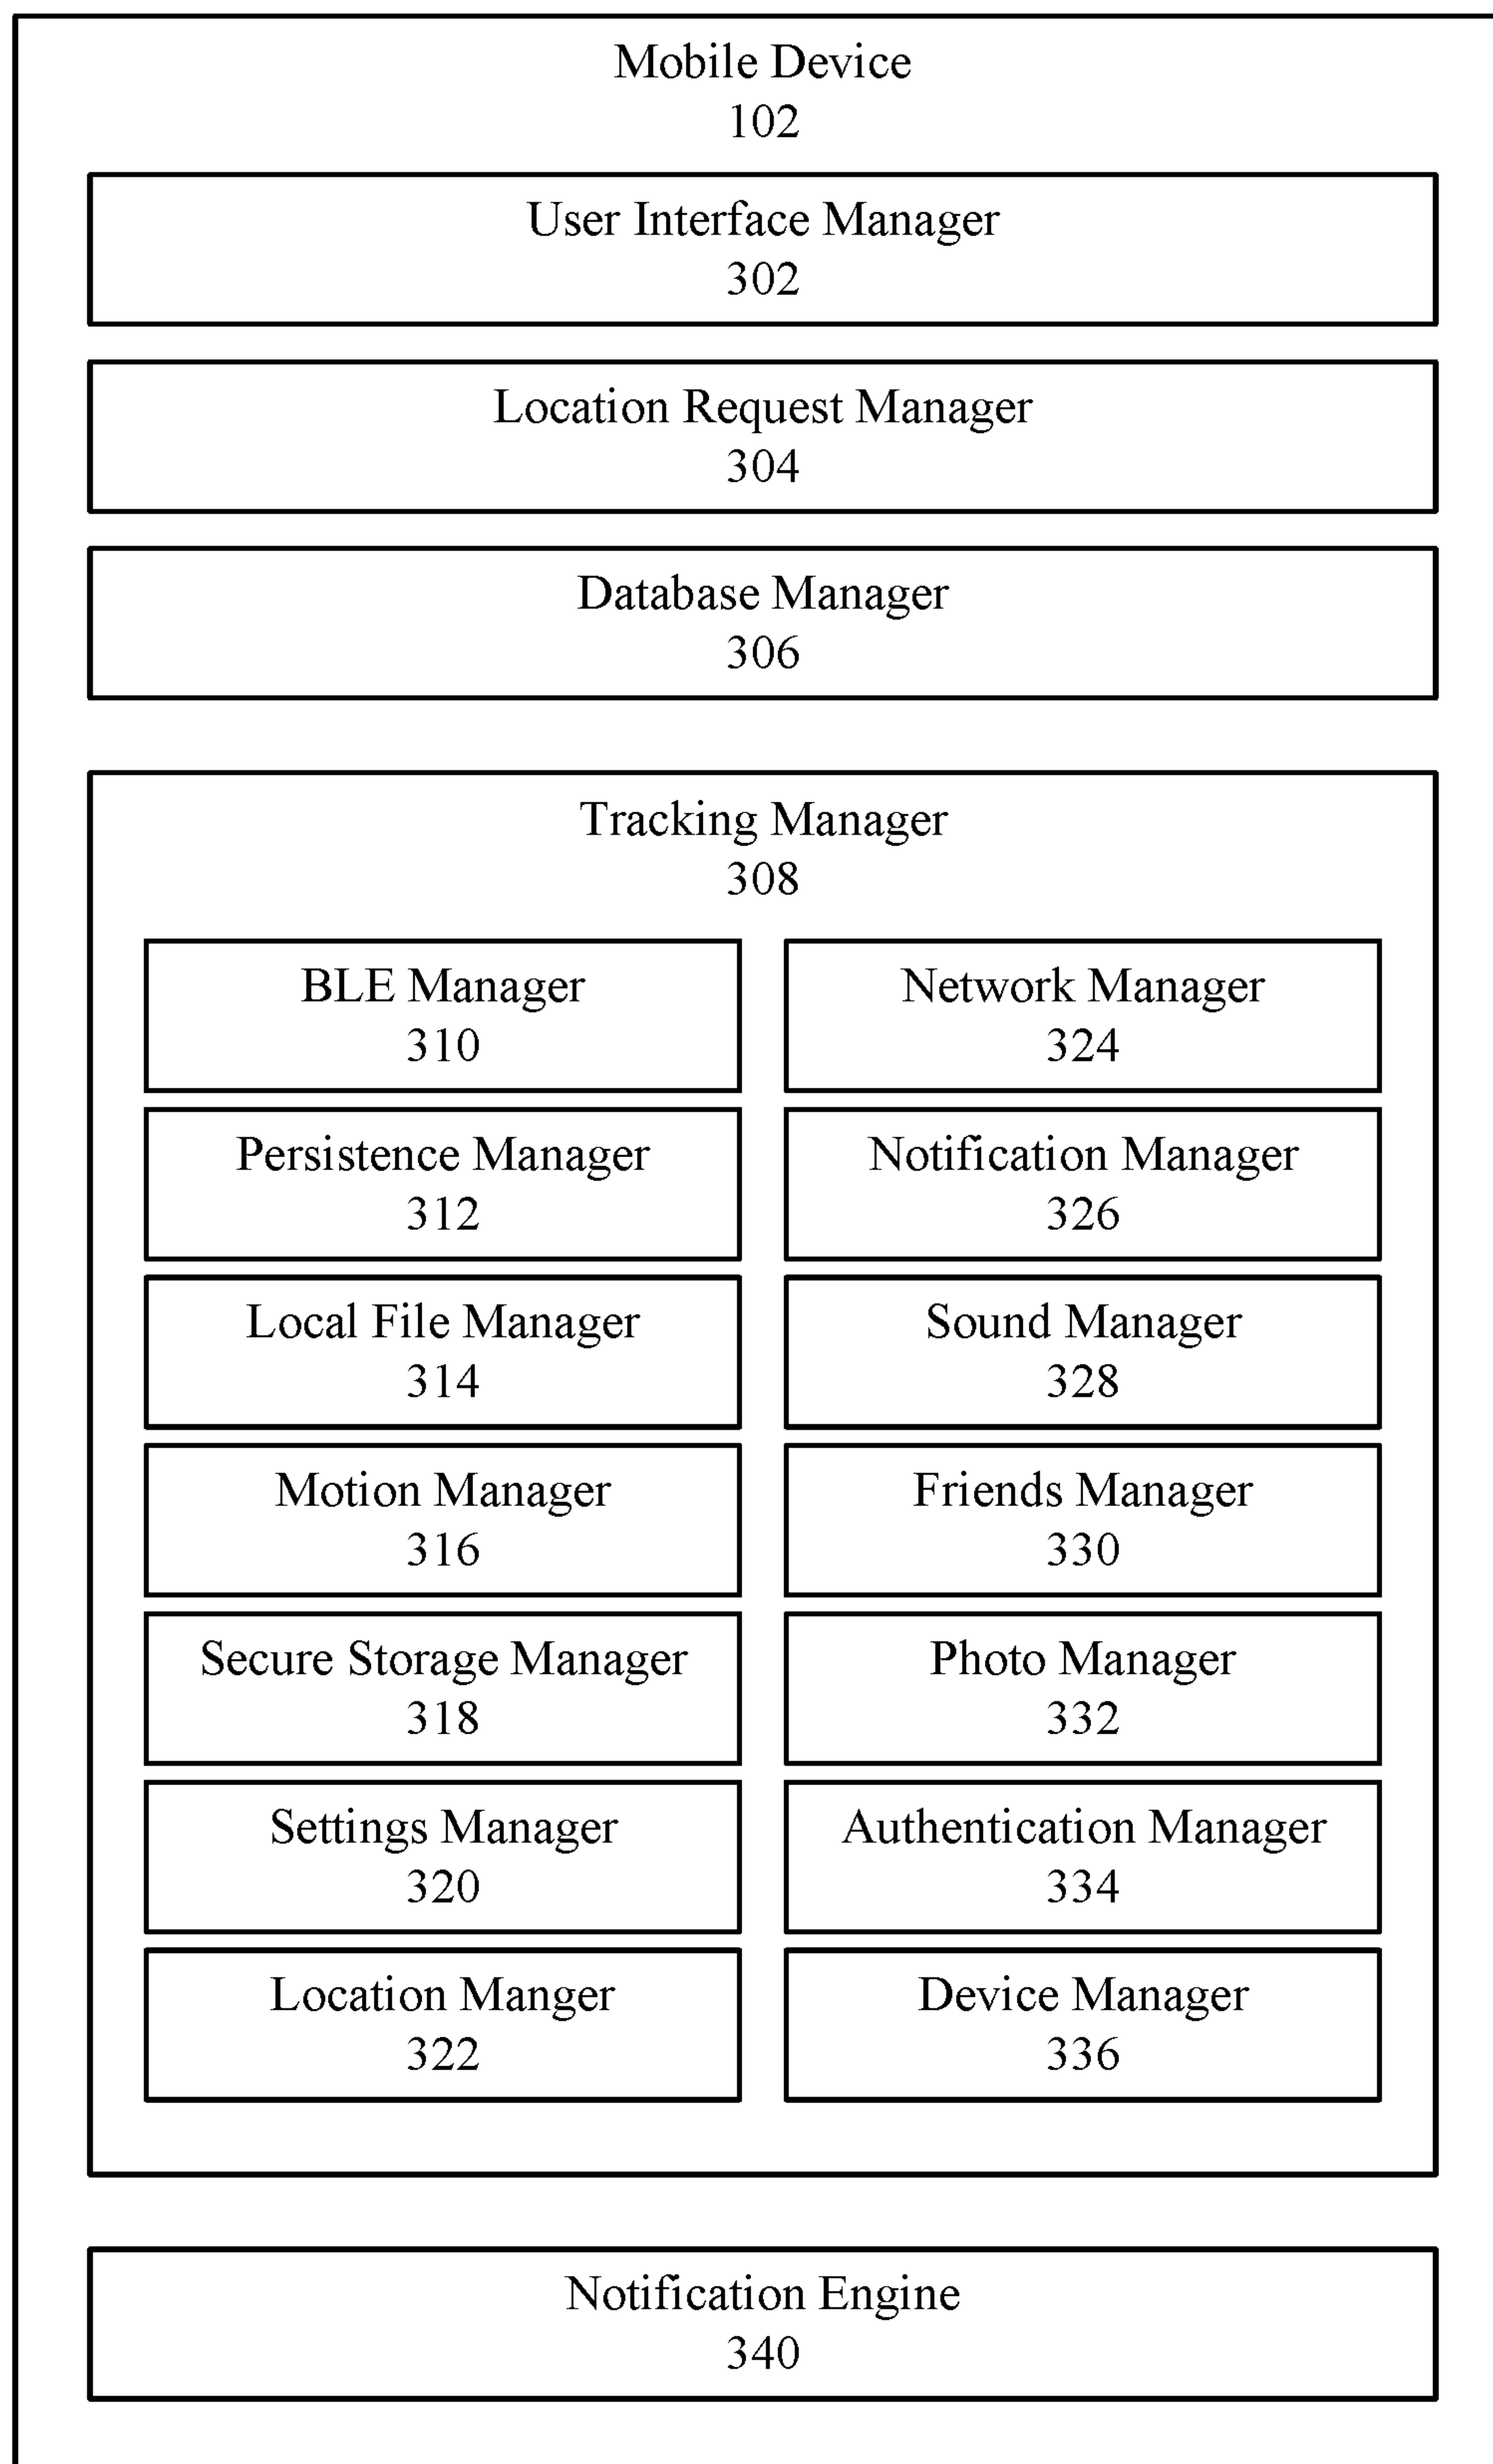 Mobile Device
102
User Interface Manager
302
Location Request Manager
304
Database Manager
306
Tracking Manager
308
BLE Manager
310
Network Manager
324
Persistence Manager
312
Notification Manager
326
Local File Manager
314
Sound Manager
328
Motion Manager
316
Friends Manager
330
Secure Storage Manager
318
Photo Manager
332
Settings Manager
320
Authentication Manager
334
Location Manger
322
Device Manager
336
Notification Engine
340